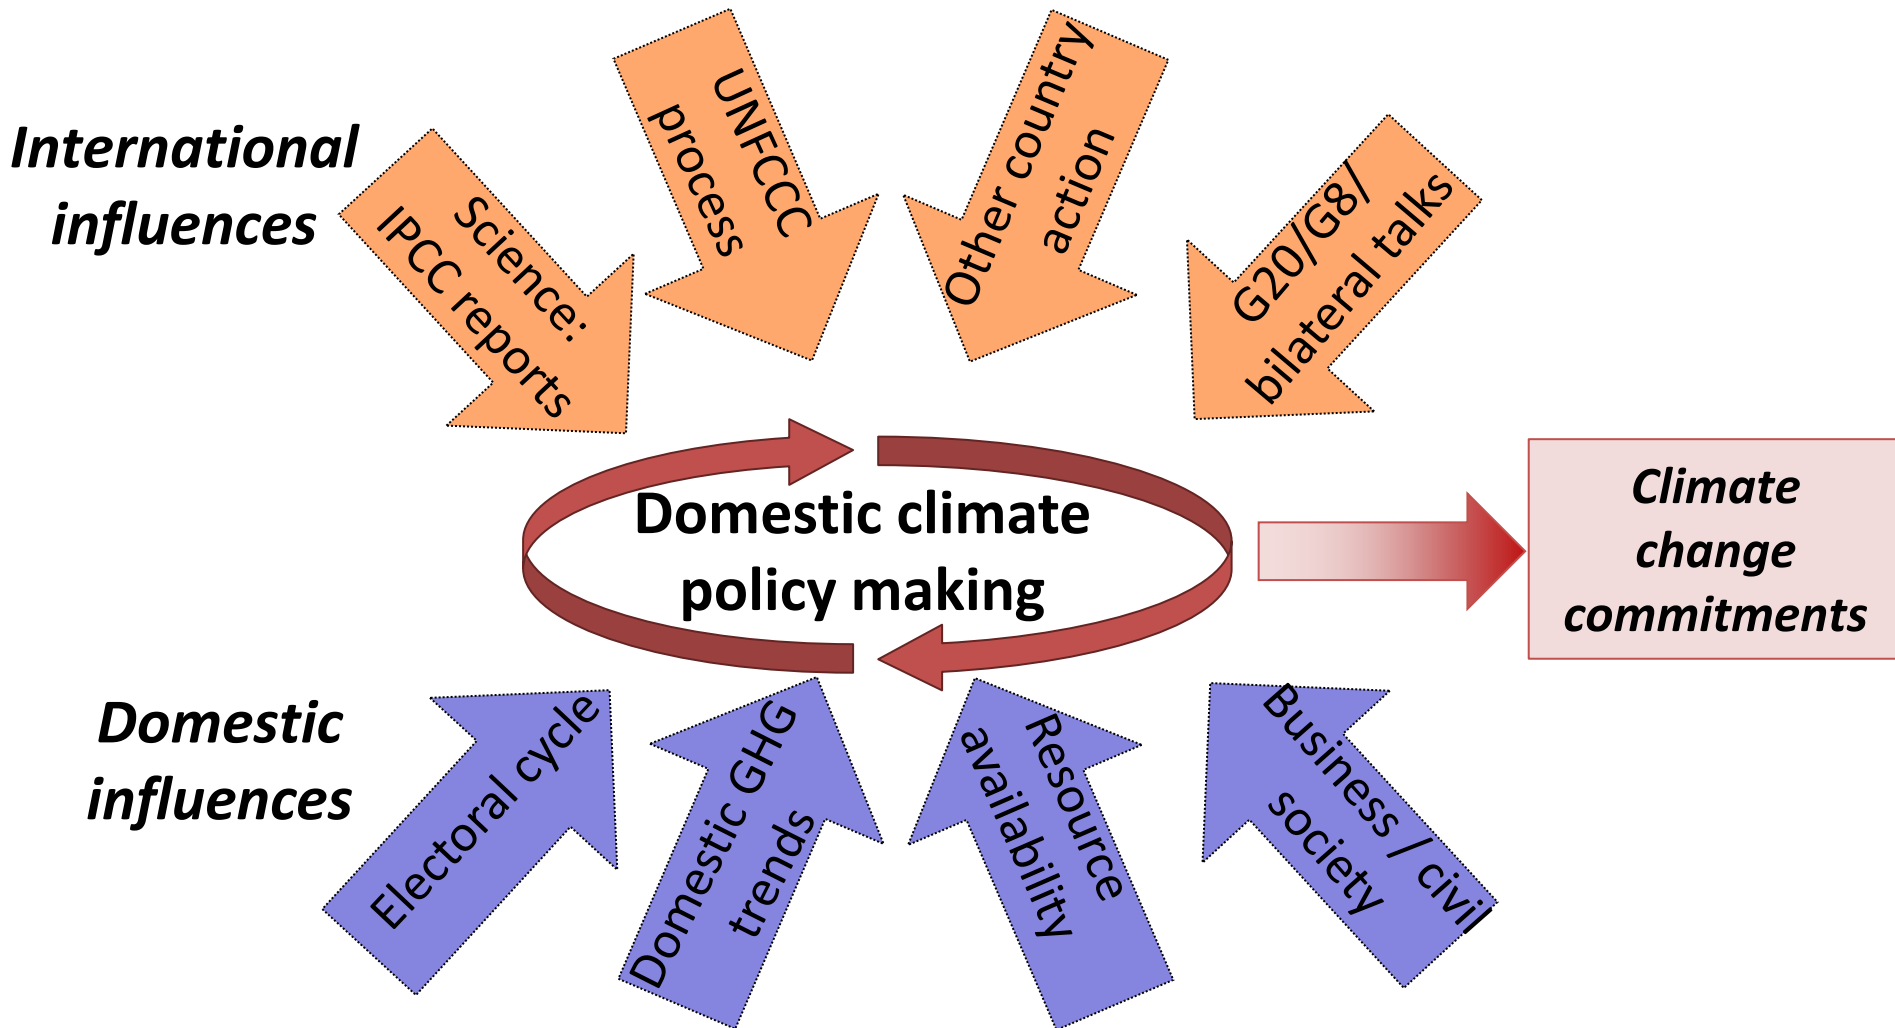 International
influences
Science:
IPCC reports
UNFCCC
process
Other country
action
G20/G8/
bilateral talks
Domestic climate
policy making
Climate
change
commitments
Domestic
influences
Electoral cycle
Domestic GHG
trends
Resource
availability
Business / civil
society